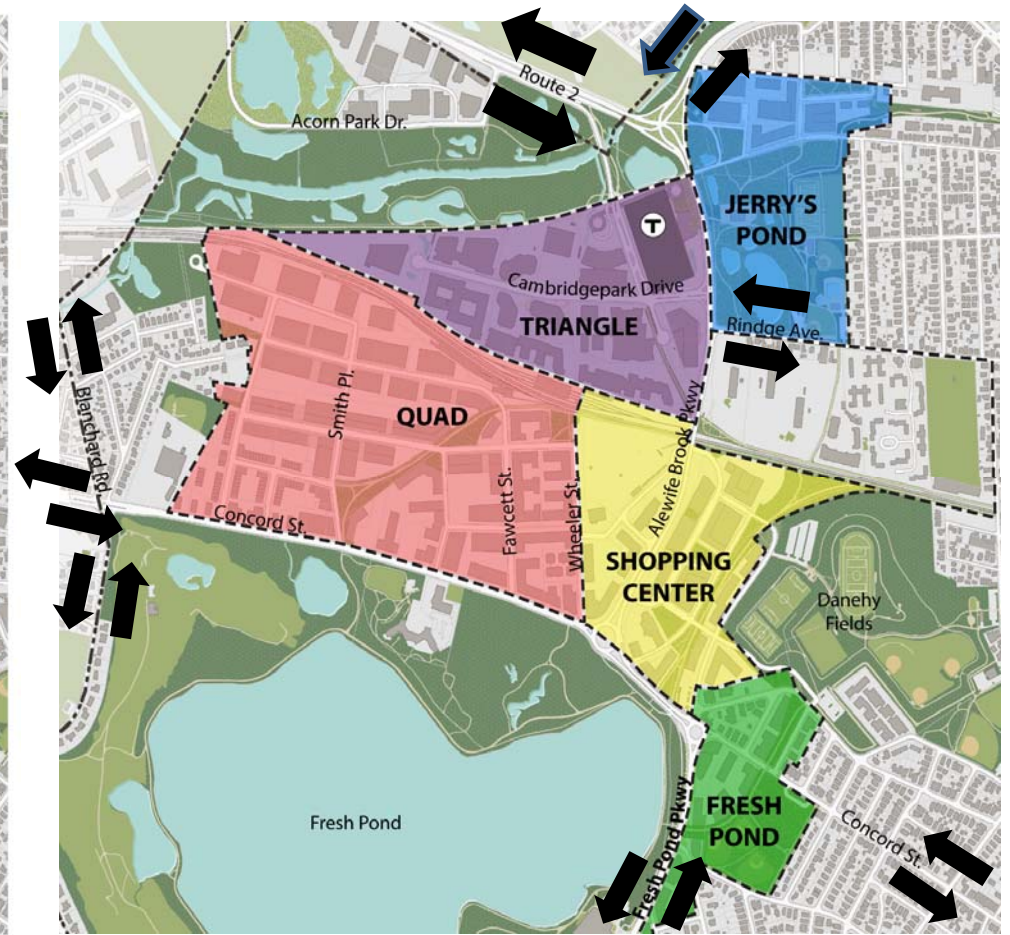 Route 2
Acorn Park Dr.
T
JERRY'S
POND
Cambridgepark Drive
TRIANGLE
Rindge Ave.
Blanchard Rd.
Smith Pl.
QUAD
Alewife Brook Pkwy
Fawcett St.
Wheeler St.
Concord St.
SHOPPING
CENTER
Danehy
Fields
Fresh Pond
Fresh Pond Pkwy
FRESH
POND
Concord St.